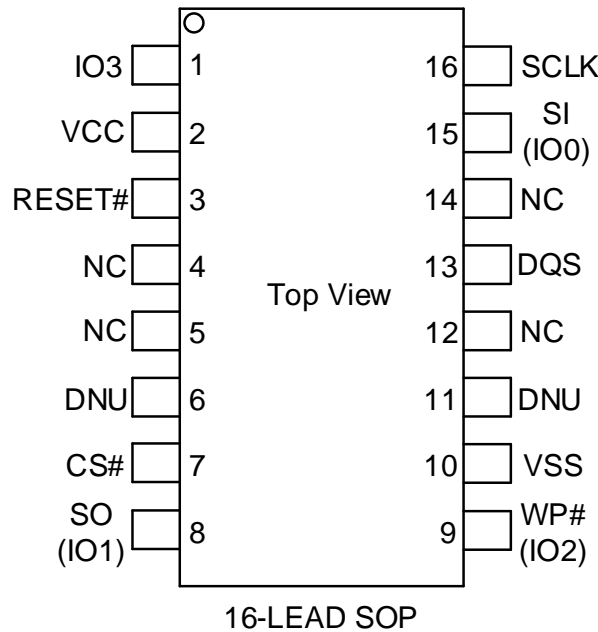 IO3 1 16 SCLK
VCC 2 15 SI
(IO0)
RESET# 3 14 NC
NC 4 13 DQS
Top View
NC 5 12 NC
DNU 6 11 DNU
CS# 7 10 VSS
SO 8 9 WP#
(IO1) (IO2)
16-LEAD SOP